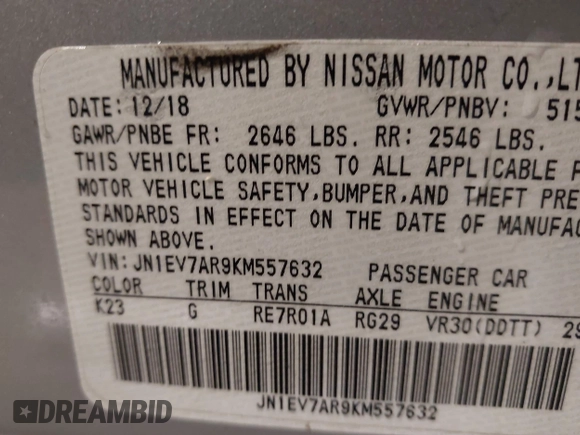 MANUFACTURED BY NISSAN MOTOR CO.,LT
DATE: 12/18 GVWR/PNBV: 515
GAWR/PNBE FR: 2646 LBS. RR: 2546 LBS.
THIS VEHICLE CONFORMS TO ALL APPLICABLE F
MOTOR VEHICLE SAFETY,BUMPER,AND THEFT PRE
STANDARDS IN EFFECT ON THE DATE OF MANUFAC
SHOWN ABOVE.
VIN: JN1EV7AR9KM557632 PASSENGER CAR
COLOR TRIM TRANS AXLE ENGINE
K23 G RE7R01A RG29 VR30(DDTT) 29
JN1EV7AR9KM557632
DREAMBID